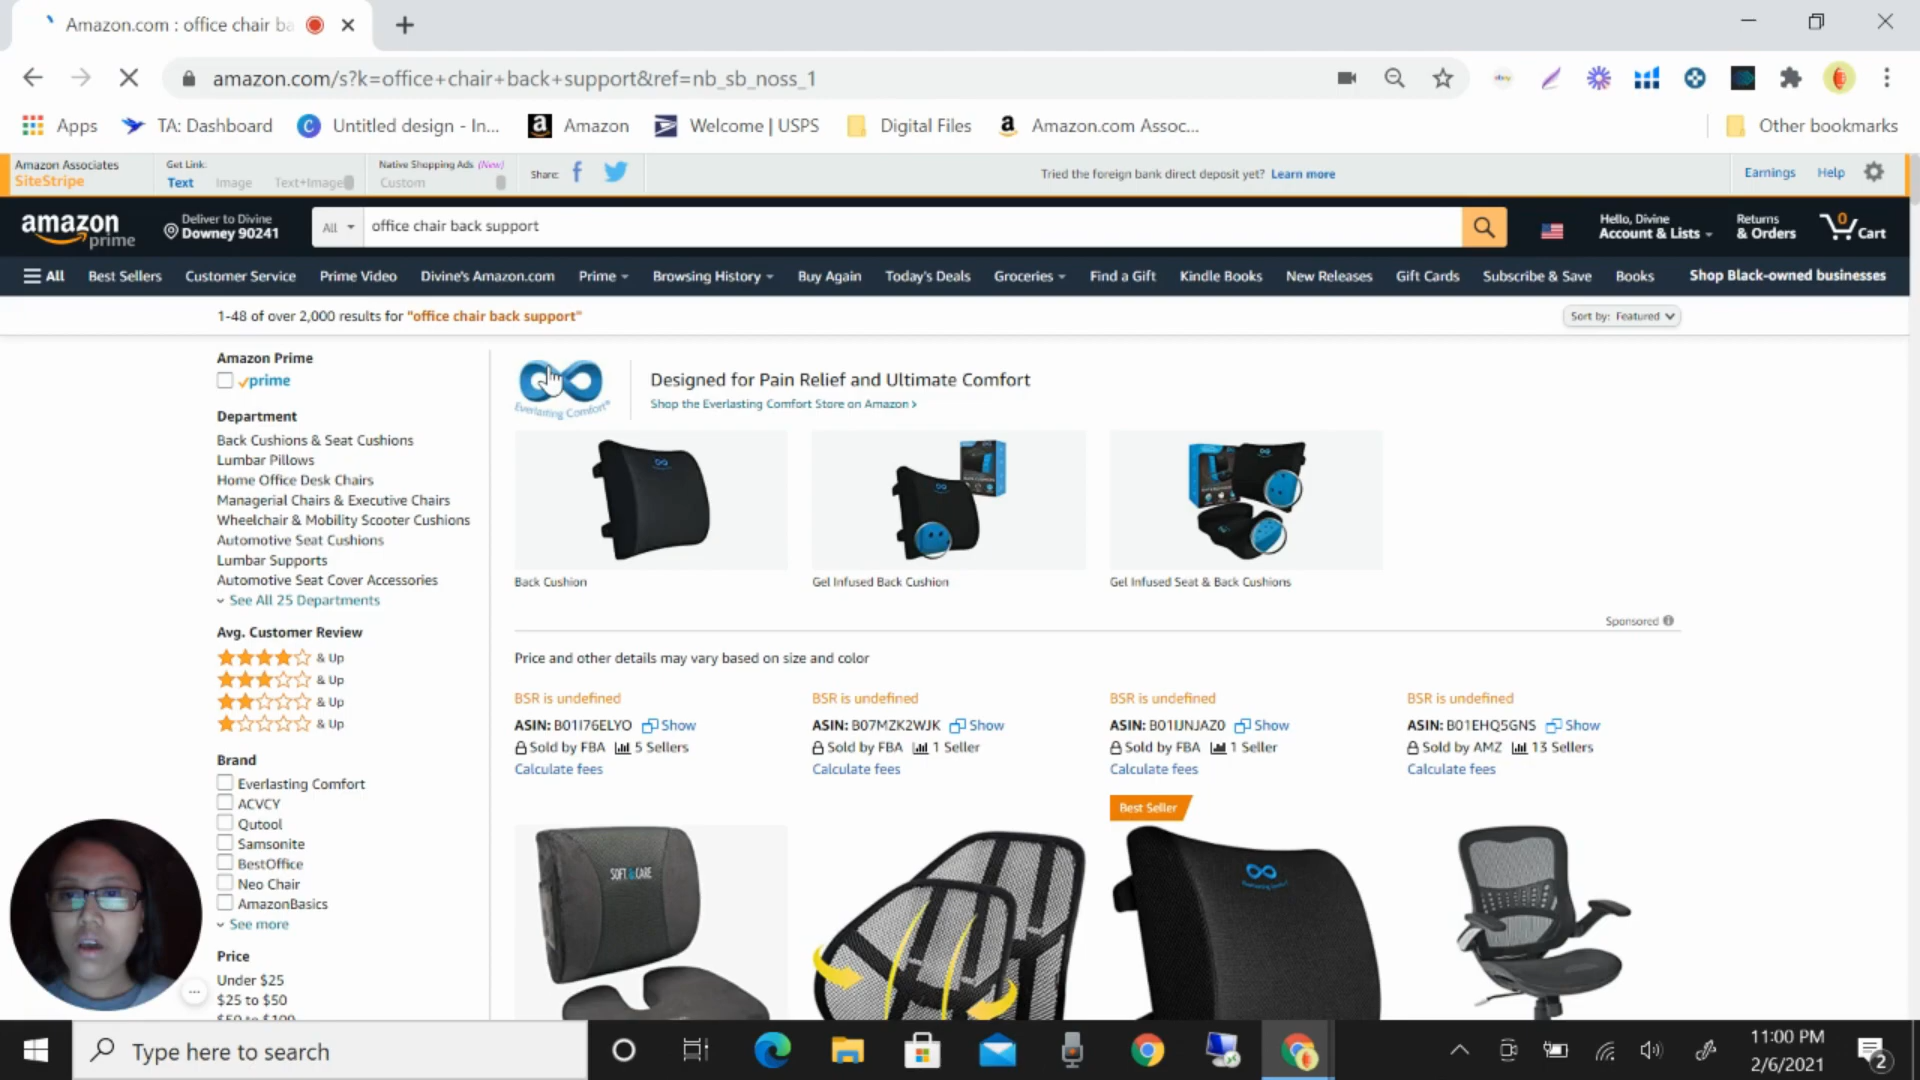 Amazon.com : office chair ba
amazon.com/s?k=office+chair+back+support&ref=nb_sb_noss_1
Apps
TA: Dashboard
Untitled design - In...
Amazon
Welcome | USPS
Digital Files
Amazon.com Assoc...
Other bookmarks
Amazon Associates
SiteStripe
Get Link:
Text
Image
Text+Image
Native Shopping Ads (New)
Custom
Share:
Tried the foreign bank direct deposit yet? Learn more
Earnings
Help
amazon
prime
Deliver to Divine
Downey 90241
All
office chair back support
Hello, Divine
Account & Lists
Returns
& Orders
0
Cart
All
Best Sellers
Customer Service
Prime Video
Divine's Amazon.com
Prime
Browsing History
Buy Again
Today's Deals
Groceries
Find a Gift
Kindle Books
New Releases
Gift Cards
Subscribe & Save
Books
Shop Black-owned businesses
1-48 of over 2,000 results for "office chair back support"
Sort by: Featured
Amazon Prime
prime
Department
Back Cushions & Seat Cushions
Lumbar Pillows
Home Office Desk Chairs
Managerial Chairs & Executive Chairs
Wheelchair & Mobility Scooter Cushions
Automotive Seat Cushions
Lumbar Supports
Automotive Seat Cover Accessories
See All 25 Departments
Avg. Customer Review
& Up
& Up
& Up
& Up
Brand
Everlasting Comfort
ACVCY
Qutool
Samsonite
BestOffice
Neo Chair
AmazonBasics
See more
Price
Under $25
$25 to $50
$50 to $100
Everlasting Comfort®
Designed for Pain Relief and Ultimate Comfort
Shop the Everlasting Comfort Store on Amazon ›
Back Cushion
Gel Infused Back Cushion
Gel Infused Seat & Back Cushions
Sponsored
Price and other details may vary based on size and color
BSR is undefined
ASIN: B01I76ELYO Show
Sold by FBA 5 Sellers
Calculate fees
BSR is undefined
ASIN: B07MZK2WJK Show
Sold by FBA 1 Seller
Calculate fees
BSR is undefined
ASIN: B01IJNJAZ0 Show
Sold by FBA 1 Seller
Calculate fees
BSR is undefined
ASIN: B01EHQ5GNS Show
Sold by AMZ 13 Sellers
Calculate fees
Best Seller
SOFT&CARE
Type here to search
11:00 PM
2/6/2021
2